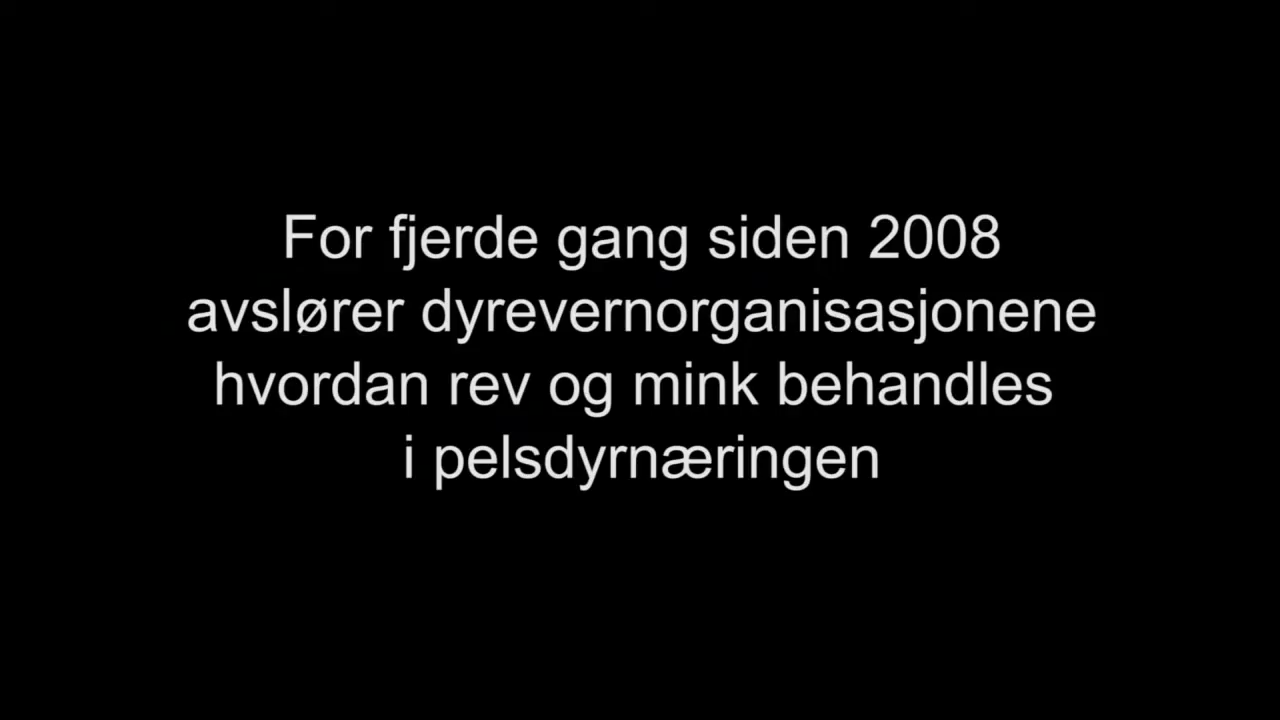 For fjerde gang siden 2008
avslører dyrevernorganisasjonene
hvordan rev og mink behandles
i pelsdyrnæringen